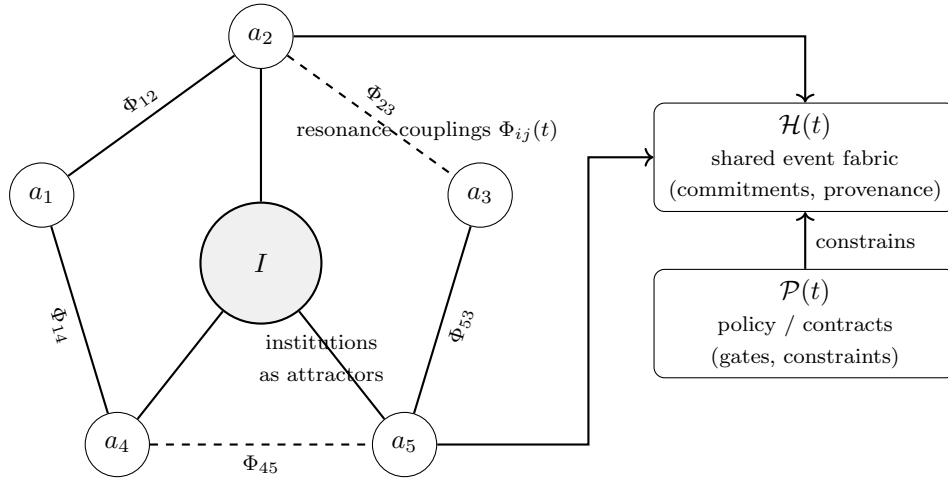 a₂
Φ₁₂
Φ₂₃
resonance couplings Φᵢⱼ(t)
ℋ(t)
shared event fabric
(commitments, provenance)
a₁
a₃
constrains
I
𝒫(t)
policy / contracts
(gates, constraints)
Φ₁₄
Φ₅₃
institutions
as attractors
a₄
a₅
Φ₄₅